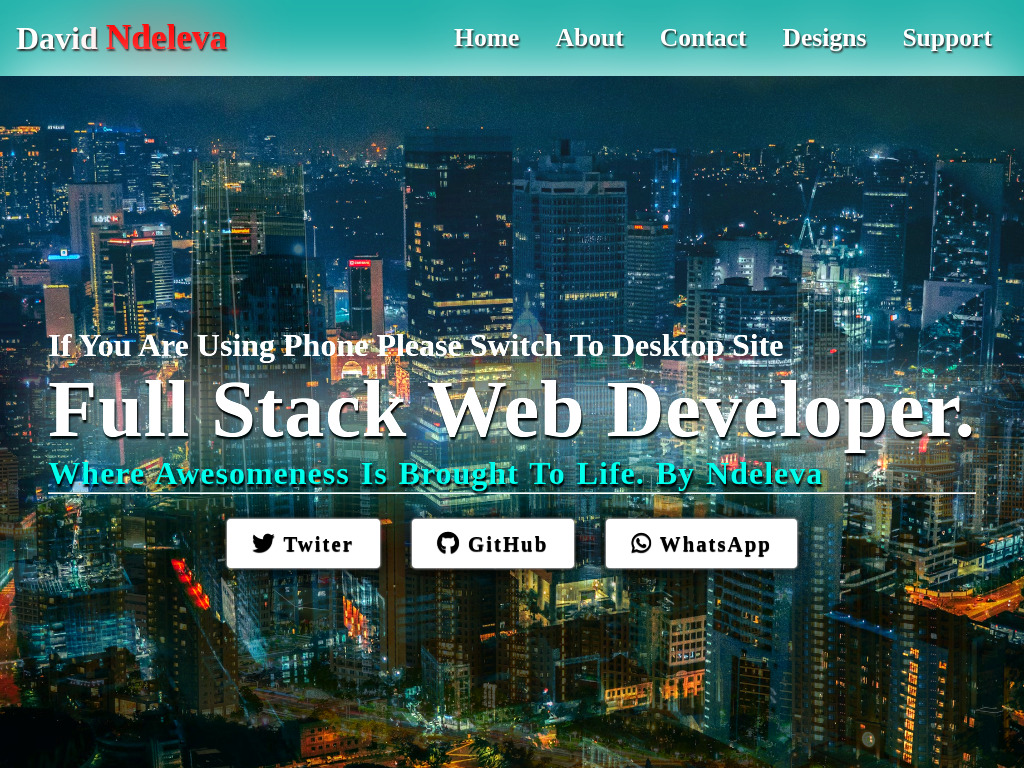 David Ndeleva
Home About Contact Designs Support
If You Are Using Phone Please Switch To Desktop Site
Full Stack Web Developer.
Where Awesomeness Is Brought To Life. By Ndeleva
Twiter GitHub WhatsApp